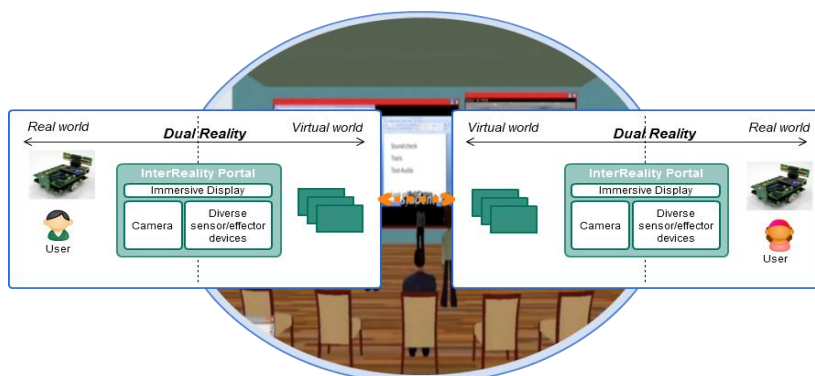 Real world
Virtual world
Dual Reality
InterReality Portal
Immersive Display
Camera
Diverse
sensor/effector
devices
User
Sound check
Tools
Text Audio
Virtual world
Real world
Dual Reality
InterReality Portal
Immersive Display
Camera
Diverse
sensor/effector
devices
User